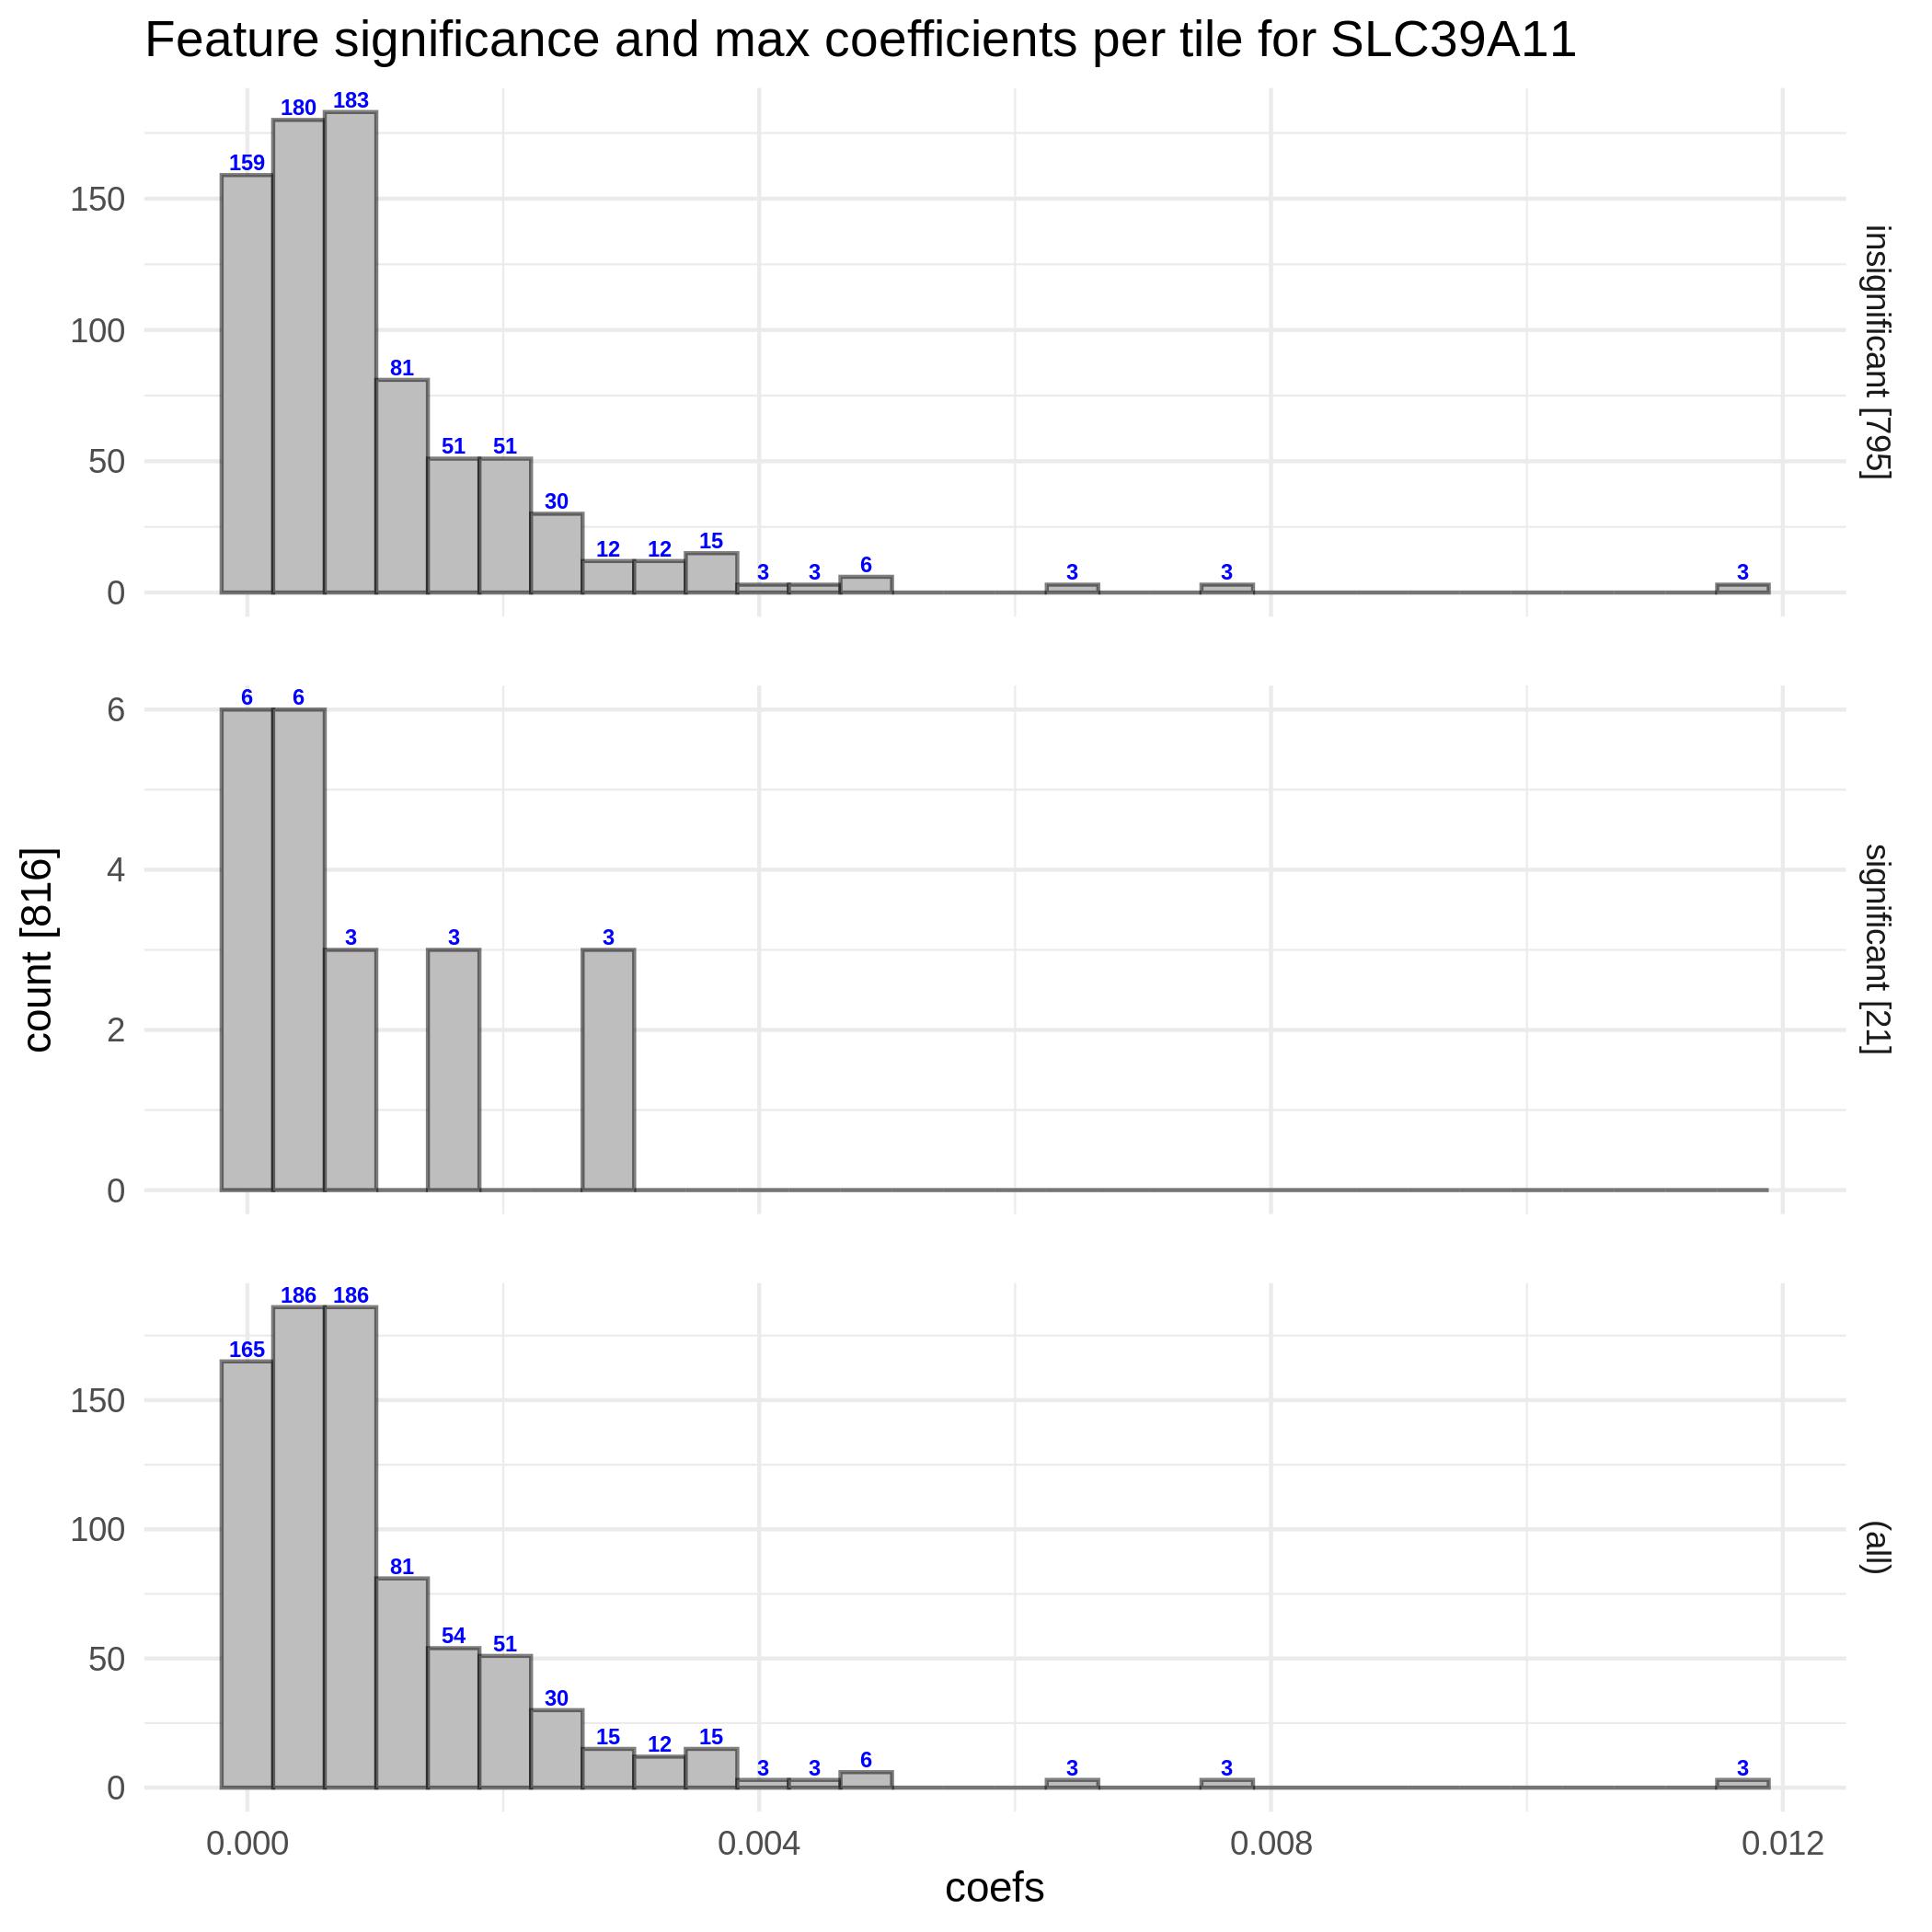 Feature significance and max coefficients per tile for SLC39A11
159 180 183 81 51 51 30 12 12 15 3 3 6 3 3 3
150
100
50
0
insignificant [795]
6 6 3 3 3
6
4
2
0
significant [21]
count [816]
165 186 186 81 54 51 30 15 12 15 3 3 6 3 3 3
150
100
50
0
(all)
0.000 0.004 0.008 0.012
coefs